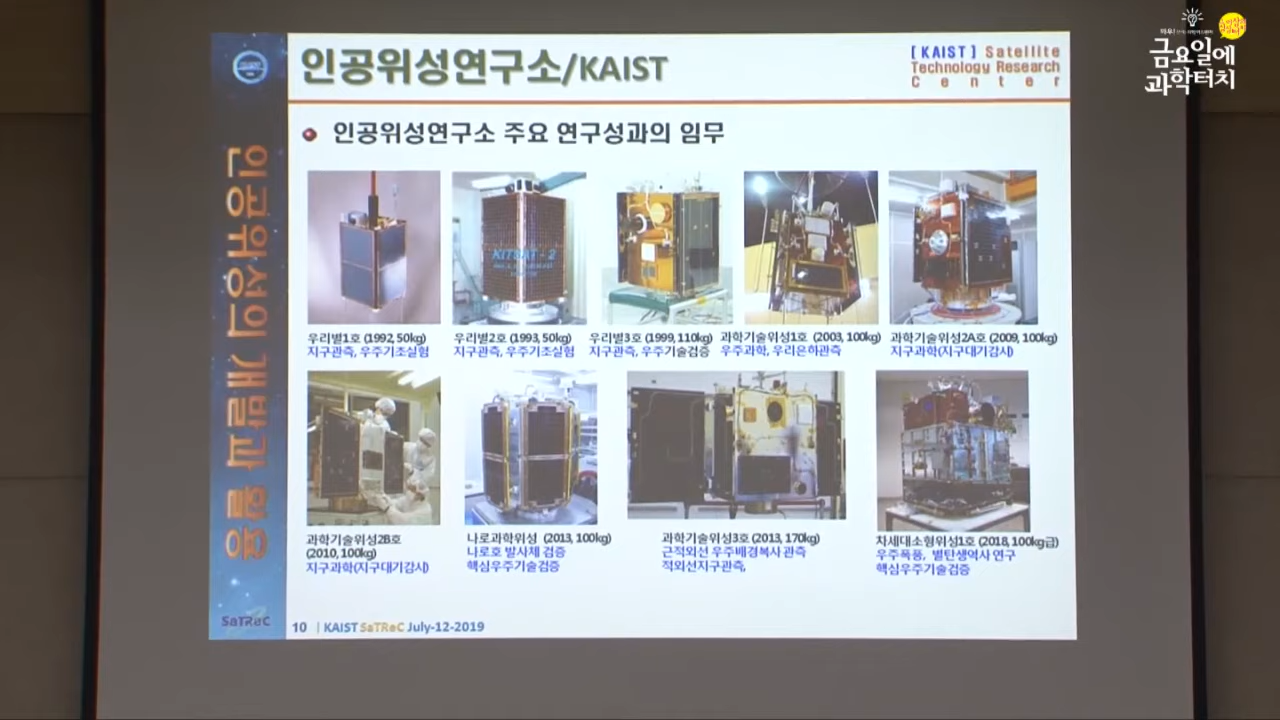 금요일에
과학터치
인공위성연구소/KAIST
[KAIST] Satellite
Technology Research
Center
인공위성연구소 주요 연구성과의 임무
인공위성의 개발과 활용
KITSAT-2
우리별1호 (1992, 50kg)
지구관측, 우주기초실험
우리별2호 (1993, 50kg)
지구관측, 우주기초실험
우리별3호 (1999, 110kg)
지구관측, 우주기술검증
과학기술위성1호 (2003, 100kg)
우주과학, 우리은하관측
과학기술위성2A호 (2009, 100kg)
지구과학(지구대기감시)
과학기술위성2B호
(2010, 100kg)
지구과학(지구대기감시)
나로과학위성 (2013, 100kg)
나로호 발사체 검증
핵심우주기술검증
과학기술위성3호 (2013, 170kg)
근적외선 우주배경복사 관측
적외선지구관측,
차세대소형위성1호 (2018, 100kg급)
우주폭풍, 별탄생역사 연구
핵심우주기술검증
SaTReC
10 | KAIST SaTReC July-12-2019